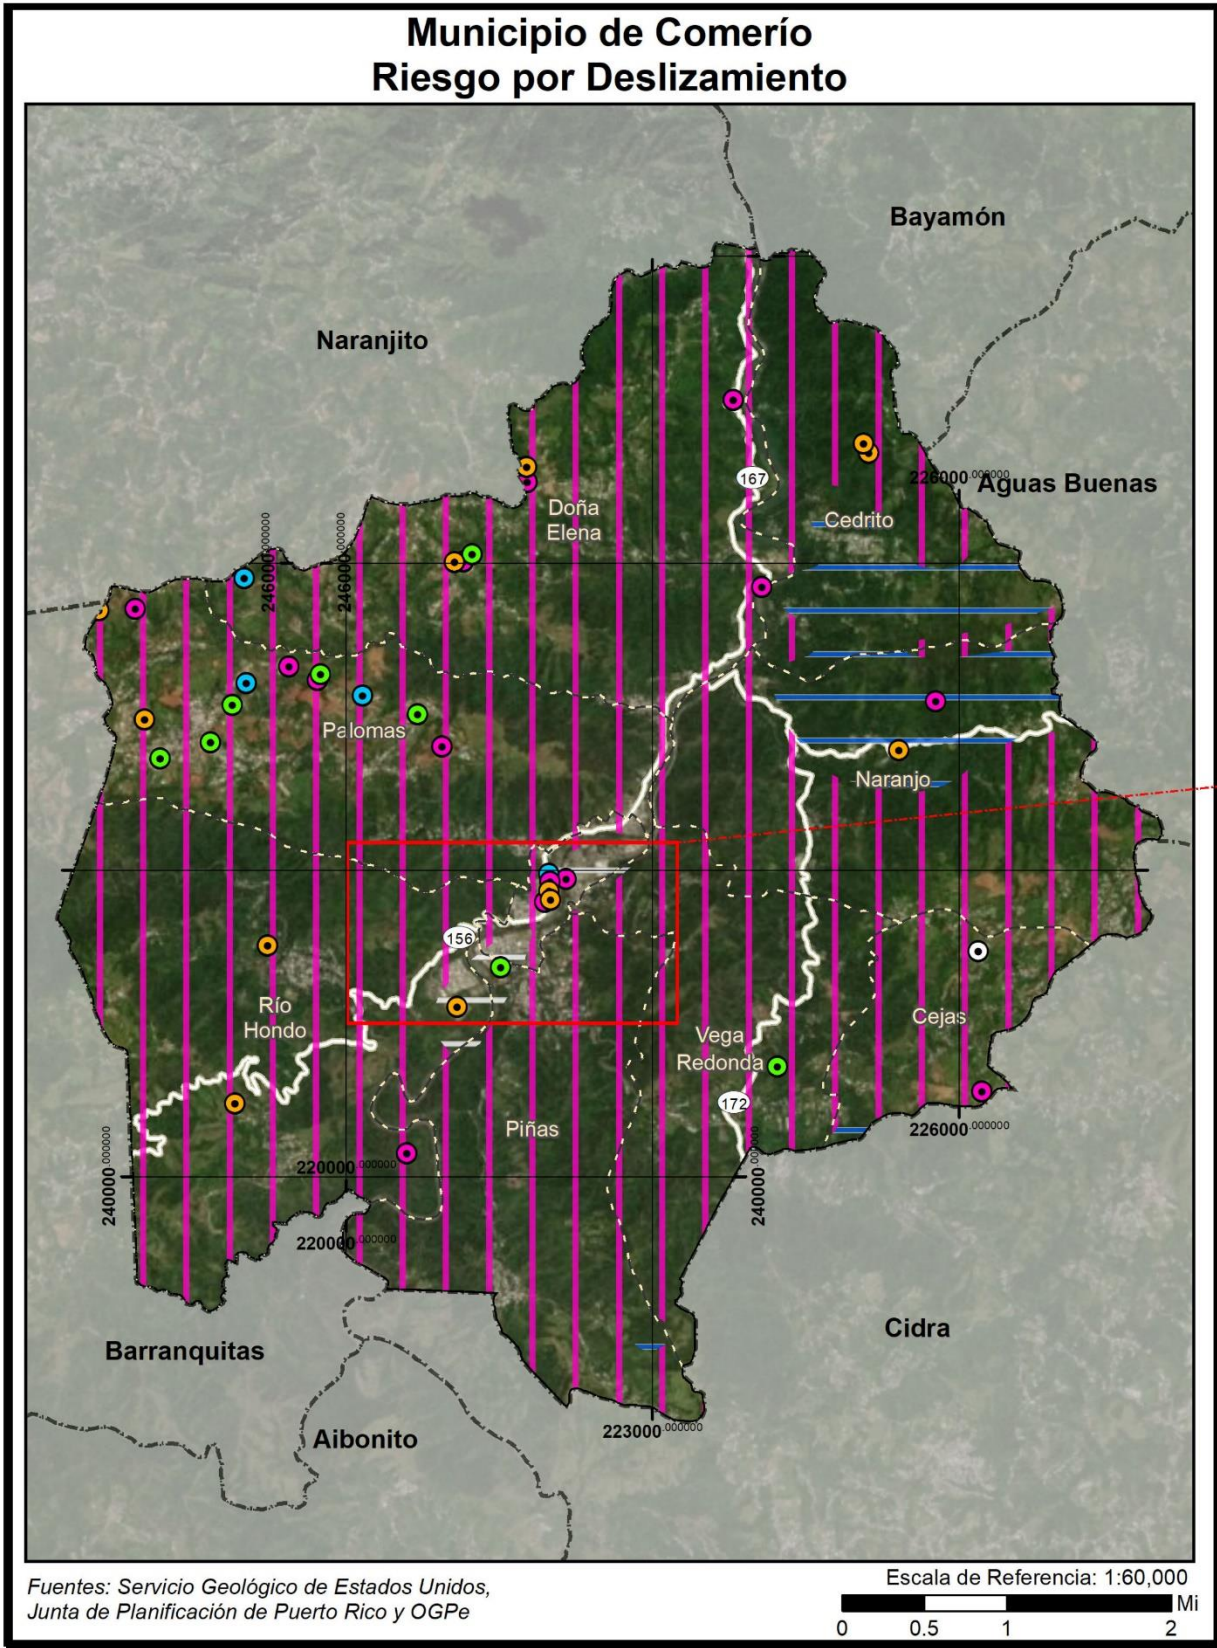 Municipio de Comerío
Riesgo por Deslizamiento
Bayamón
Naranjito
Aguas Buenas
226000.000000
167
Doña
Elena
Cedrito
246000.000000
246000.000000
Palomas
Naranjo
156
Río
Hondo
Cejas
Vega
Redonda
172
226000.000000
Piñas
240000.000000
220000.000000
240000.000000
220000.000000
Cidra
Barranquitas
223000.000000
Aibonito
Fuentes: Servicio Geológico de Estados Unidos,
Junta de Planificación de Puerto Rico y OGPe
Escala de Referencia: 1:60,000
Mi
0 0.5 1 2